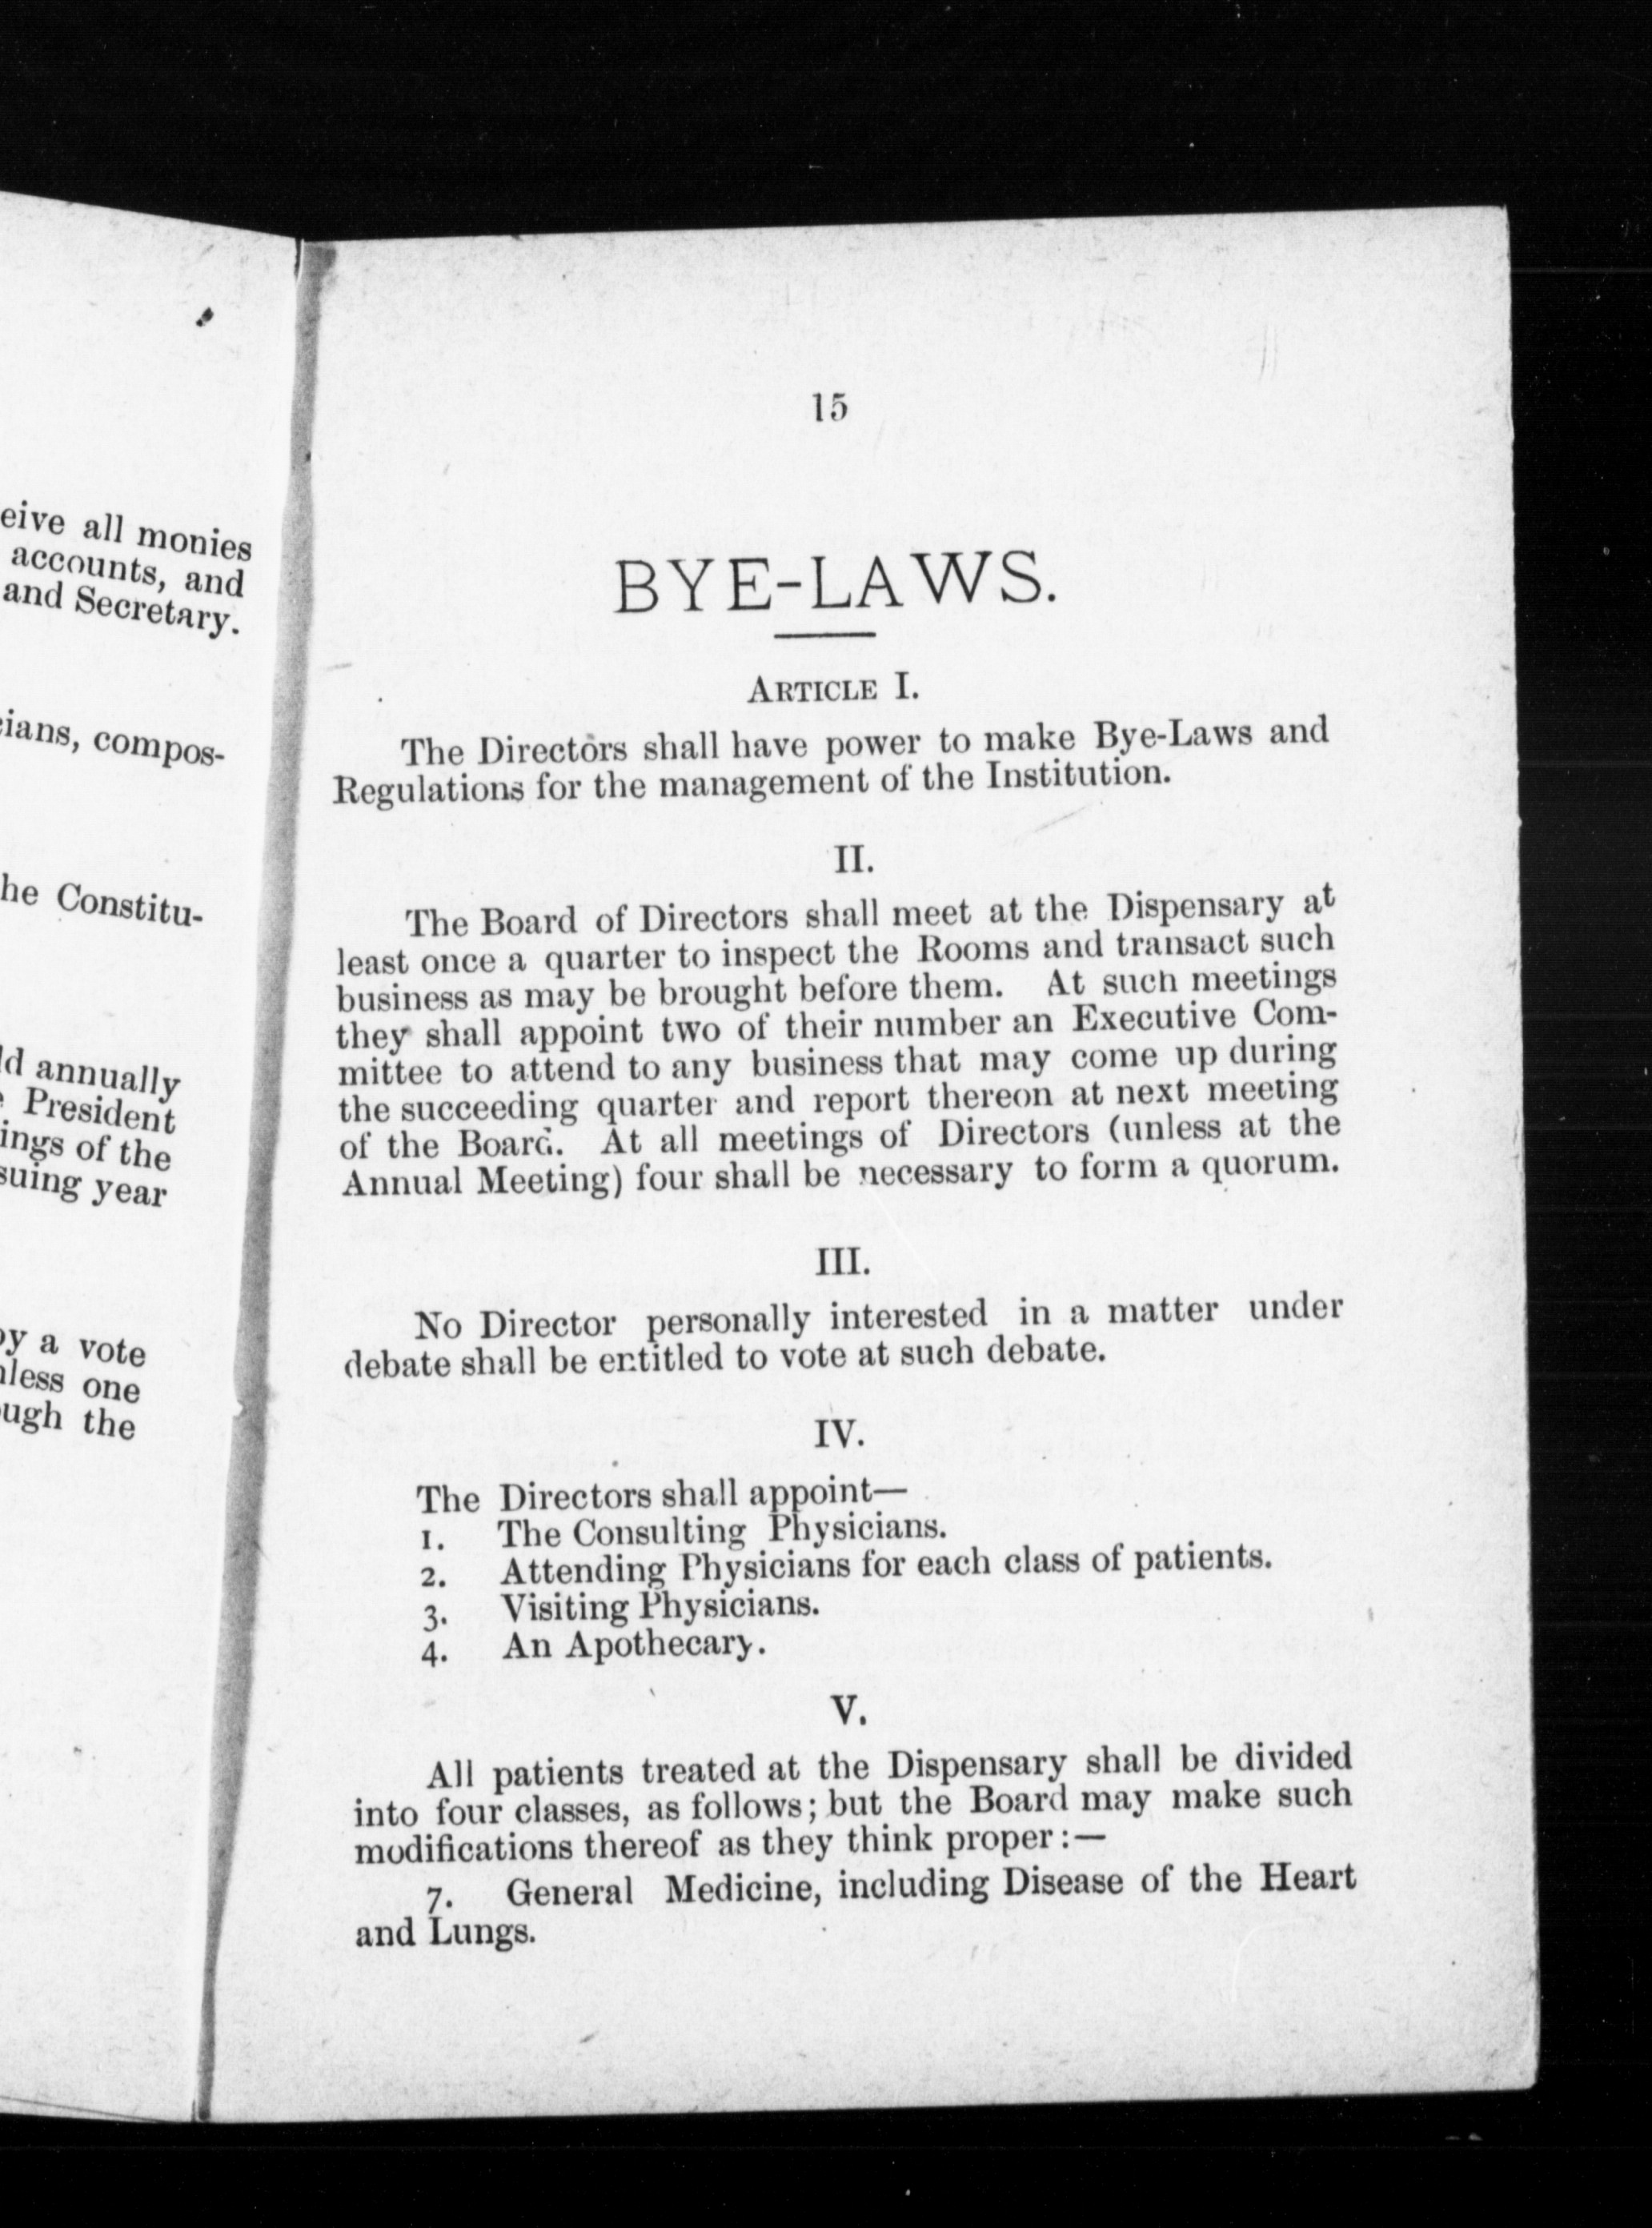 eive all monies
accounts, and
and Secretary.
cians, compos-
he Constitu-
ld annually
President
ings of the
suing year
by a vote
nless one
ough the
15
BYE-LAWS.
ARTICLE I.
The Directors shall have power to make Bye-Laws and
Regulations for the management of the Institution.
II.
The Board of Directors shall meet at the Dispensary at
least once a quarter to inspect the Rooms and transact such
business as may be brought before them. At such meetings
they shall appoint two of their number an Executive Com-
mittee to attend to any business that may come up during
the succeeding quarter and report thereon at next meeting
of the Board. At all meetings of Directors (unless at the
Annual Meeting) four shall be necessary to form a quorum.
III.
No Director personally interested in a matter under
debate shall be entitled to vote at such debate.
IV.
The Directors shall appoint—
1. The Consulting Physicians.
2. Attending Physicians for each class of patients.
3. Visiting Physicians.
4. An Apothecary.
V.
All patients treated at the Dispensary shall be divided
into four classes, as follows; but the Board may make such
modifications thereof as they think proper:—
7. General Medicine, including Disease of the Heart
and Lungs.